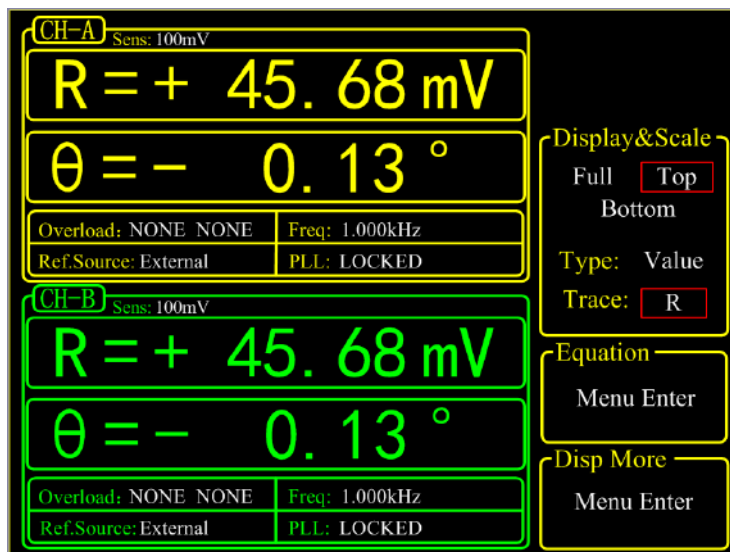 CH-A Sens: 100mV
R = + 45.68 mV
θ = - 0.13 °
Overload: NONE NONE Freq: 1.000kHz
Ref.Source: External PLL: LOCKED
CH-B Sens: 100mV
R = + 45.68 mV
θ = - 0.13 °
Overload: NONE NONE Freq: 1.000kHz
Ref.Source: External PLL: LOCKED
Display&Scale
Full Top
Bottom
Type: Value
Trace: R
Equation
Menu Enter
Disp More
Menu Enter